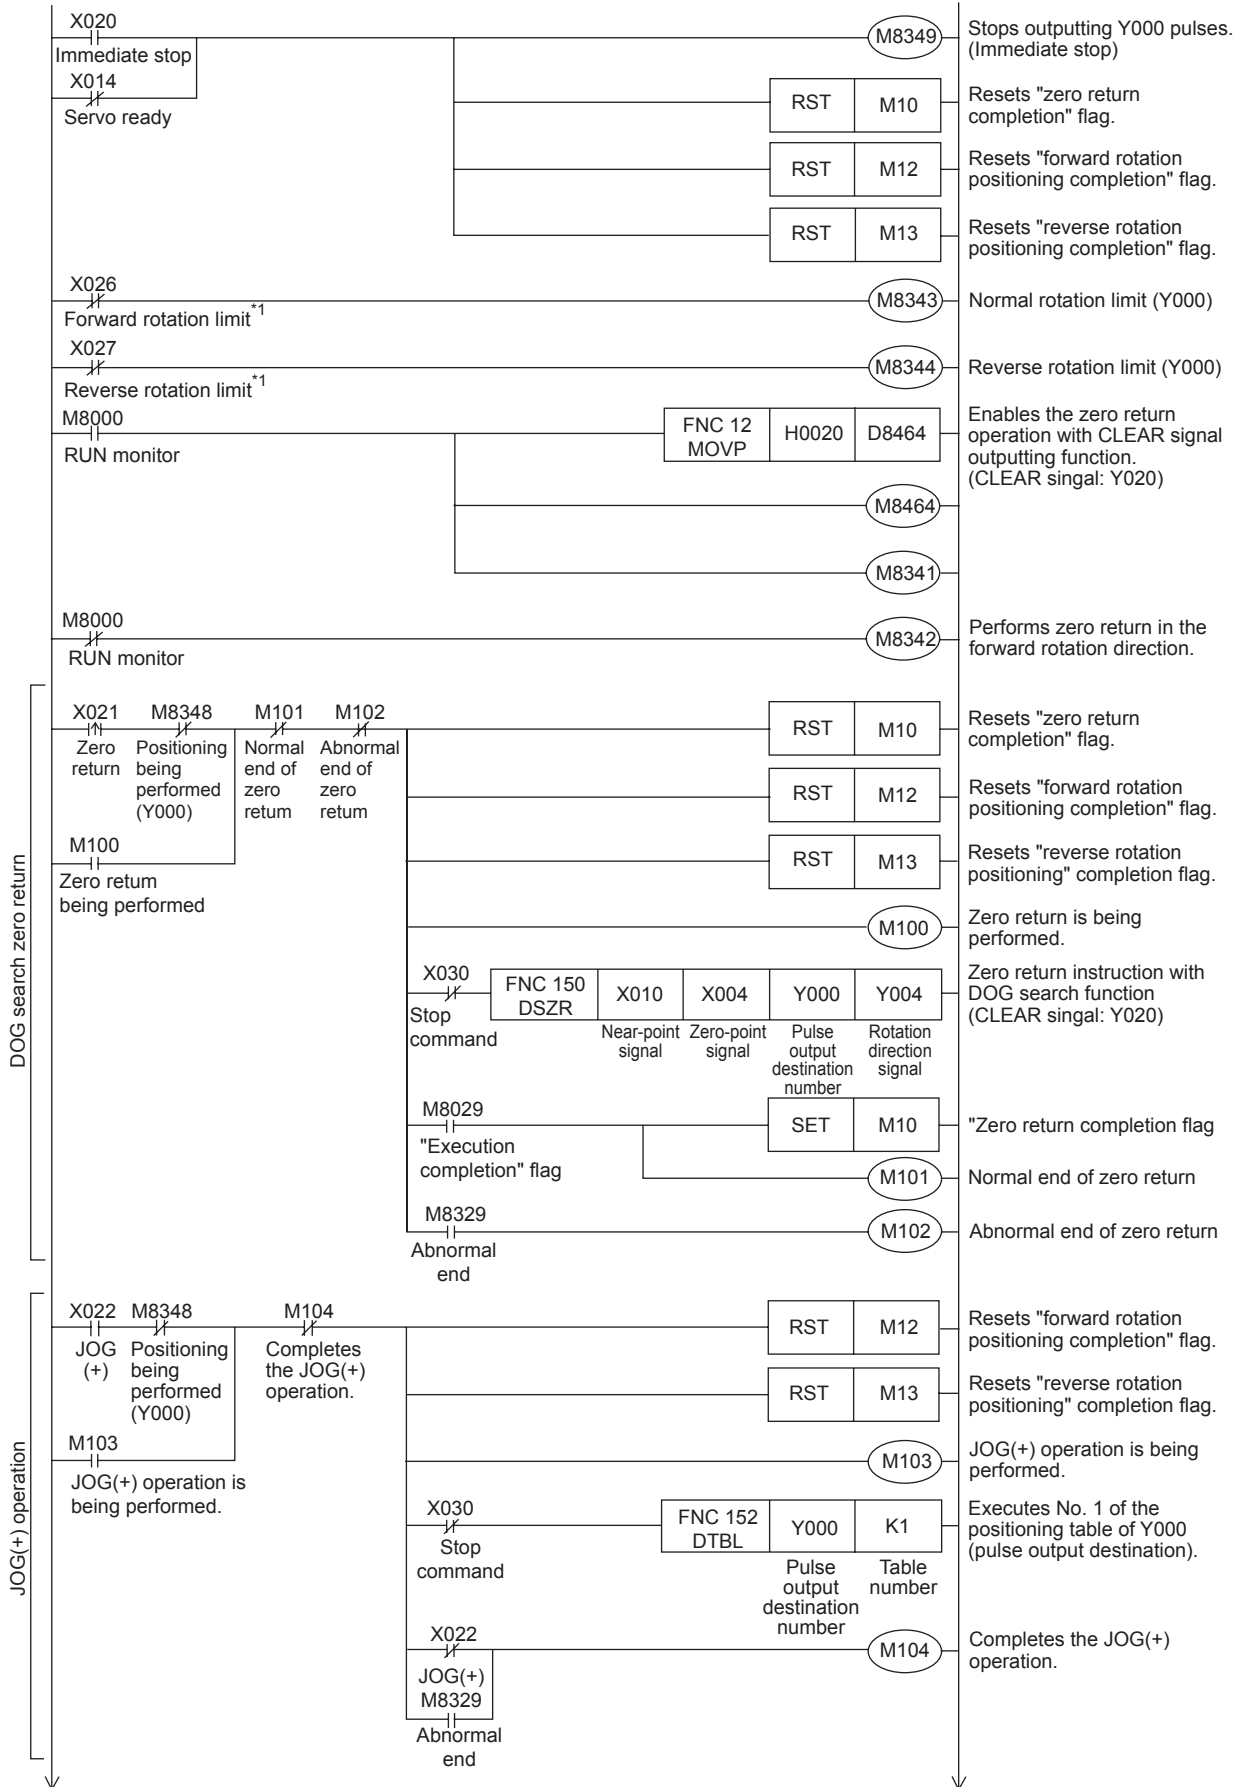 X020
Immediate stop
M8349
Stops outputting Y000 pulses.
(Immediate stop)
X014
Servo ready
RST M10
Resets "zero return
completion" flag.
RST M12
Resets "forward rotation
positioning completion" flag.
RST M13
Resets "reverse rotation
positioning completion" flag.
X026
Forward rotation limit*1
M8343
Normal rotation limit (Y000)
X027
Reverse rotation limit*1
M8344
Reverse rotation limit (Y000)
M8000
RUN monitor
FNC 12
MOVP
H0020
D8464
Enables the zero return
operation with CLEAR signal
outputting function.
(CLEAR singal: Y020)
M8464
M8341
M8000
RUN monitor
M8342
Performs zero return in the
forward rotation direction.
DOG search zero return
X021
Zero
return
M8348
Positioning
being
performed
(Y000)
M101
Normal
end of
zero
retum
M102
Abnormal
end of
zero
retum
M100
Zero retum
being performed
RST M10
Resets "zero return
completion" flag.
RST M12
Resets "forward rotation
positioning completion" flag.
RST M13
Resets "reverse rotation
positioning" completion flag.
M100
Zero return is being
performed.
X030
Stop
command
FNC 150
DSZR
X010
X004
Y000
Y004
Near-point
signal
Zero-point
signal
Pulse
output
destination
number
Rotation
direction
signal
Zero return instruction with
DOG search function
(CLEAR singal: Y020)
M8029
"Execution
completion" flag
SET M10
"Zero return completion flag
M101
Normal end of zero return
M8329
Abnormal
end
M102
Abnormal end of zero return
JOG(+) operation
X022
JOG
(+)
M8348
Positioning
being
performed
(Y000)
M104
Completes
the JOG(+)
operation.
M103
JOG(+) operation is
being performed.
RST M12
Resets "forward rotation
positioning completion" flag.
RST M13
Resets "reverse rotation
positioning" completion flag.
M103
JOG(+) operation is being
performed.
X030
Stop
command
FNC 152
DTBL
Y000
K1
Pulse
output
destination
number
Table
number
Executes No. 1 of the
positioning table of Y000
(pulse output destination).
X022
JOG(+)
M8329
Abnormal
end
M104
Completes the JOG(+)
operation.